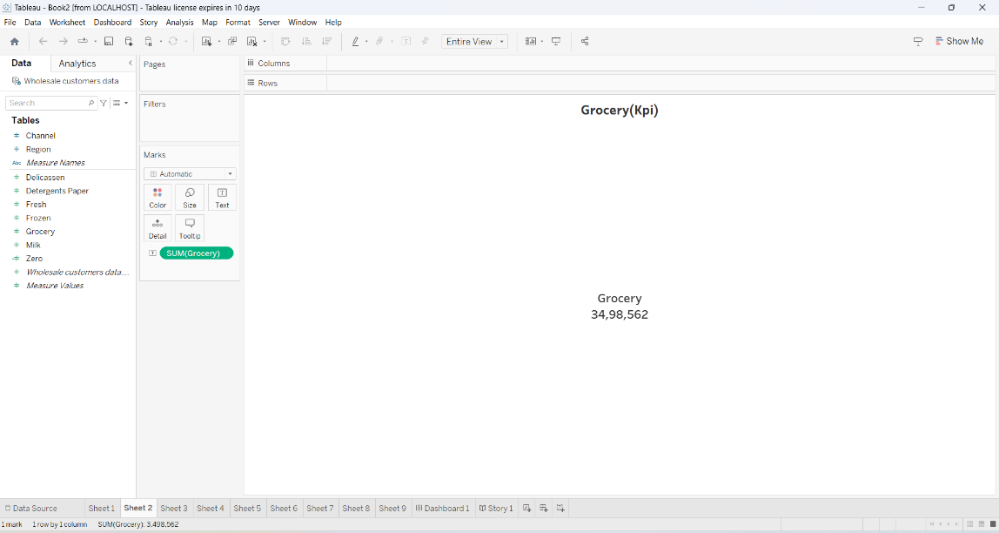 Tableau - Book2 [from LOCALHOST] - Tableau license expires in 10 days
File Data Worksheet Dashboard Story Analysis Map Format Server Window Help
Entire View
Show Me
Data Analytics
Wholesale customers data
Search
Tables
# Channel
# Region
Abc Measure Names
# Delicassen
# Detergents Paper
# Fresh
# Frozen
# Grocery
# Milk
=# Zero
# Wholesale customers data....
# Measure Values
Pages
Filters
Marks
T Automatic
Color Size Text
Detail Tooltip
T SUM(Grocery)
Columns
Rows
Grocery(Kpi)
Grocery
34,98,562
Data Source Sheet 1 Sheet 2 Sheet 3 Sheet 4 Sheet 5 Sheet 6 Sheet 7 Sheet 8 Sheet 9 Dashboard 1 Story 1
1 mark 1 row by 1 column SUM(Grocery): 3,498,562